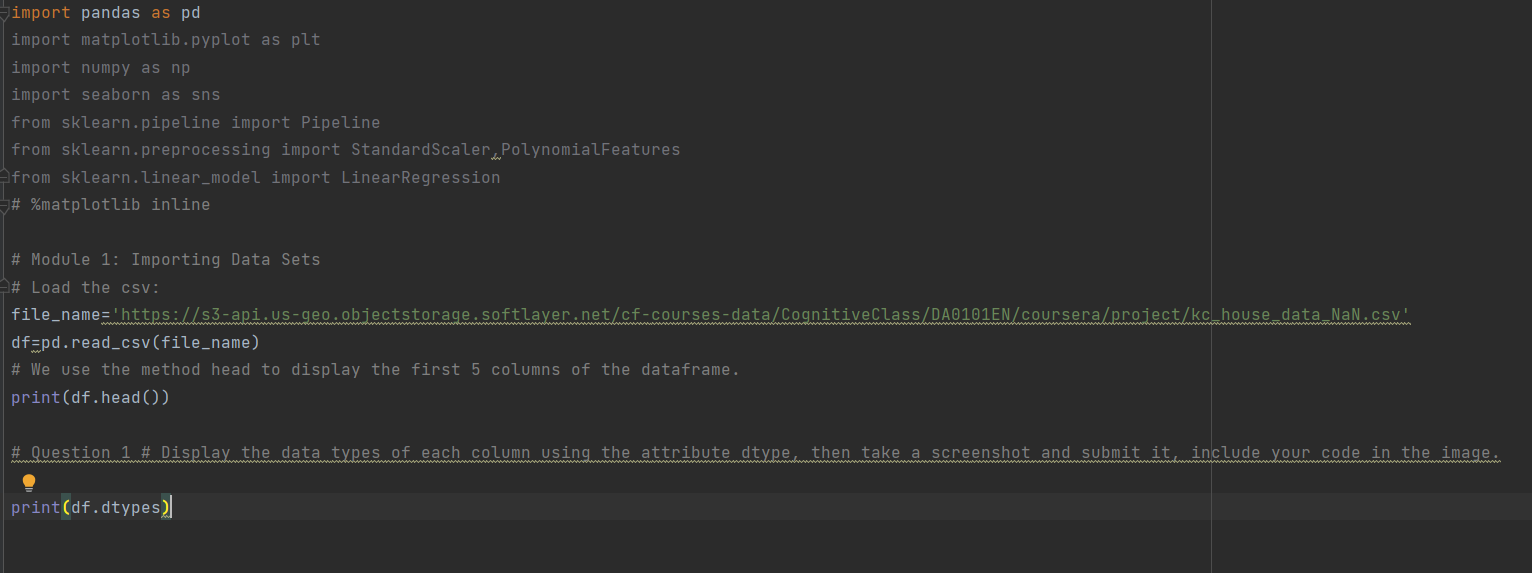 import pandas as pd
import matplotlib.pyplot as plt
import numpy as np
import seaborn as sns
from sklearn.pipeline import Pipeline
from sklearn.preprocessing import StandardScaler,PolynomialFeatures
from sklearn.linear_model import LinearRegression
# %matplotlib inline
# Module 1: Importing Data Sets
# Load the csv:
file_name='https://s3-api.us-geo.objectstorage.softlayer.net/cf-courses-data/CognitiveClass/DA0101EN/coursera/project/kc_house_data_NaN.csv'
df=pd.read_csv(file_name)
# We use the method head to display the first 5 columns of the dataframe.
print(df.head())
# Question 1 # Display the data types of each column using the attribute dtype, then take a screenshot and submit it, include your code in the image.
print(df.dtypes)